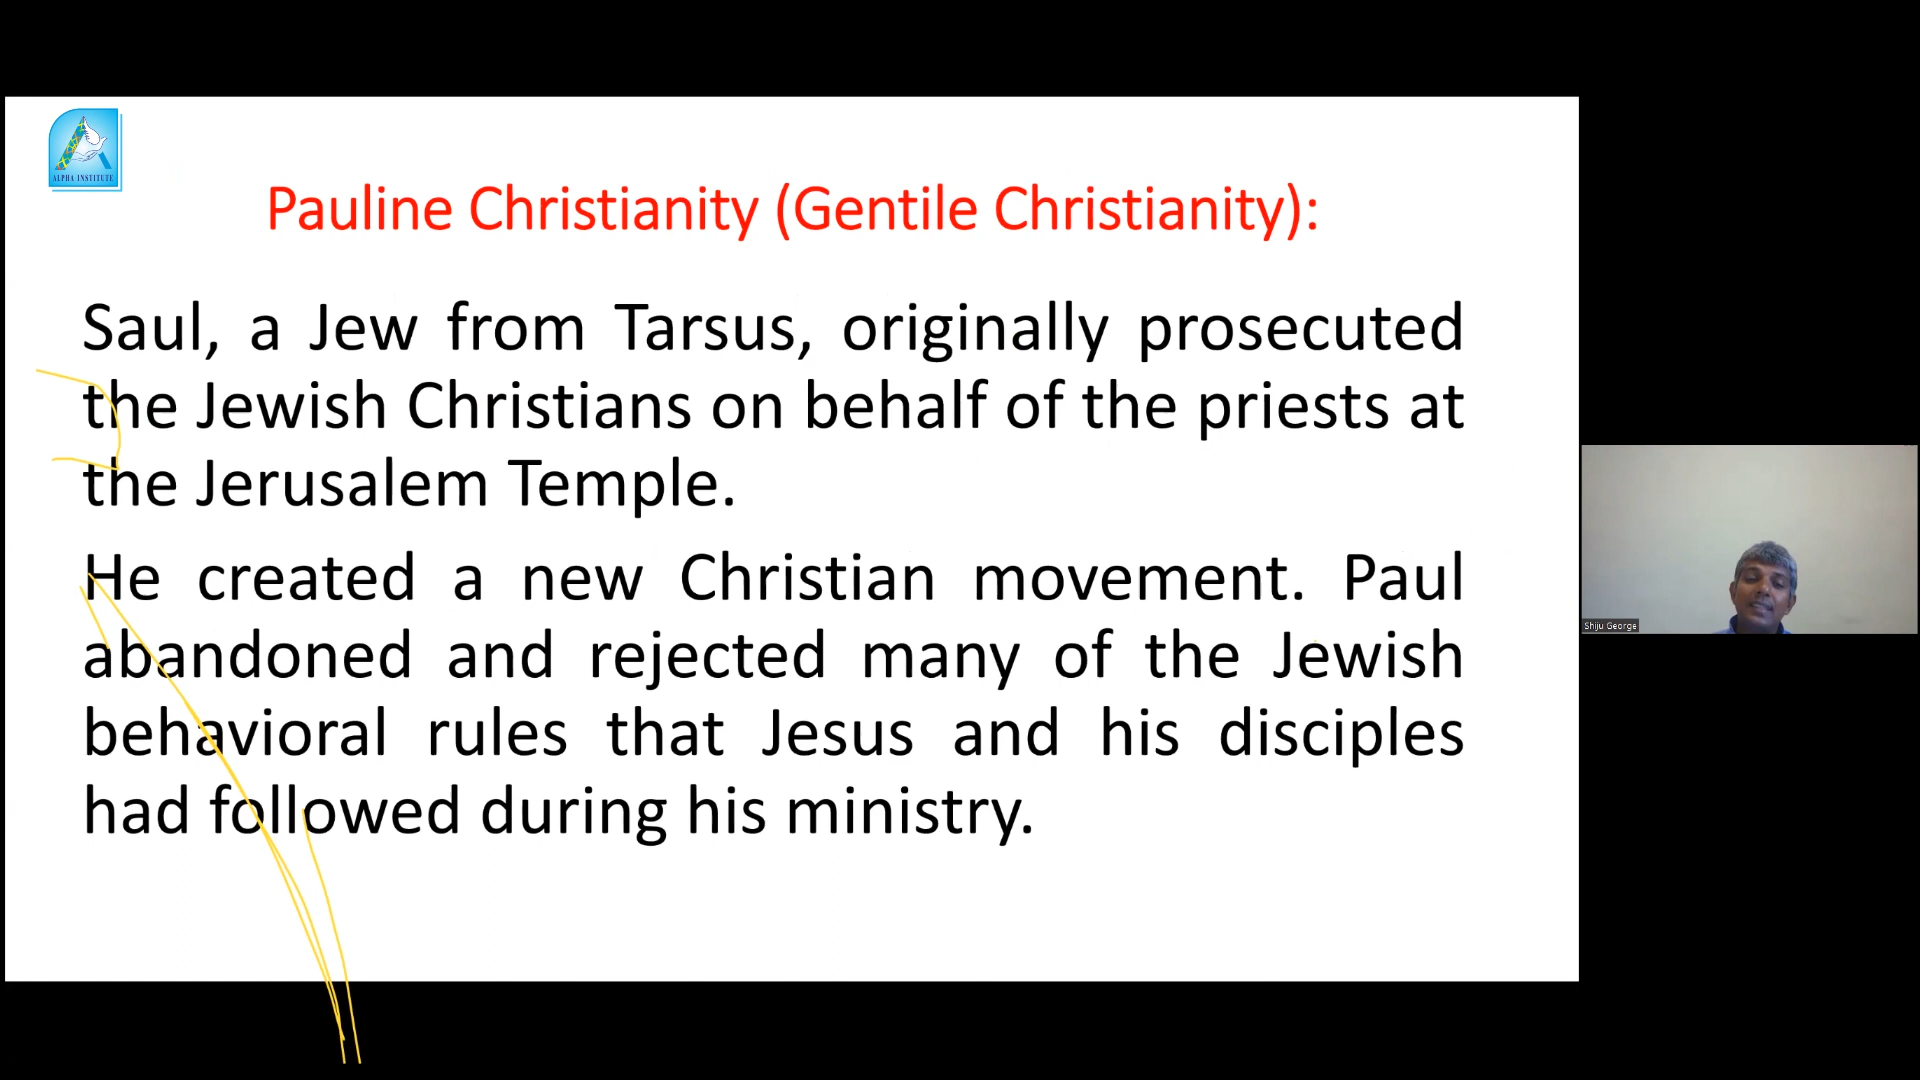 ALPHA INSTITUTE
Pauline Christianity (Gentile Christianity):
Saul, a Jew from Tarsus, originally prosecuted
the Jewish Christians on behalf of the priests at
the Jerusalem Temple.
He created a new Christian movement. Paul
abandoned and rejected many of the Jewish
behavioral rules that Jesus and his disciples
had followed during his ministry.
Shiju George